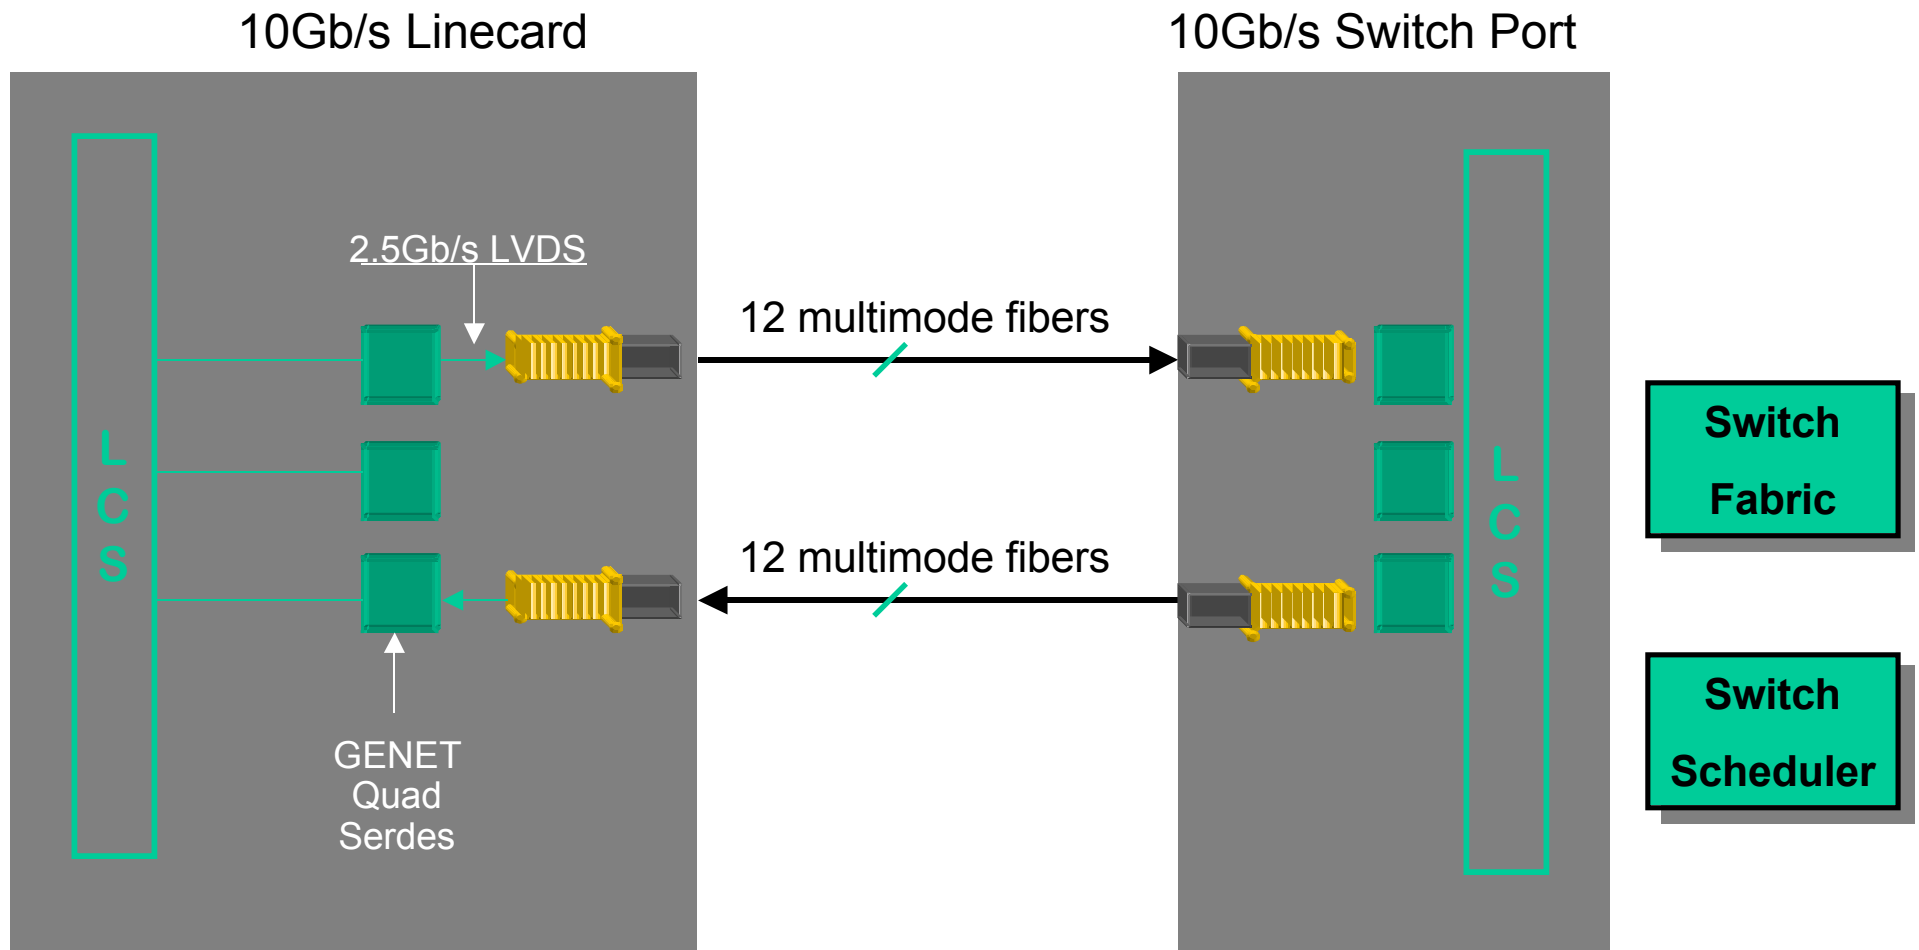 10Gb/s Linecard
10Gb/s Switch Port
2.5Gb/s LVDS
12 multimode fibers
L
C
S
L
C
S
Switch
Fabric
12 multimode fibers
GENET
Quad
Serdes
Switch
Scheduler